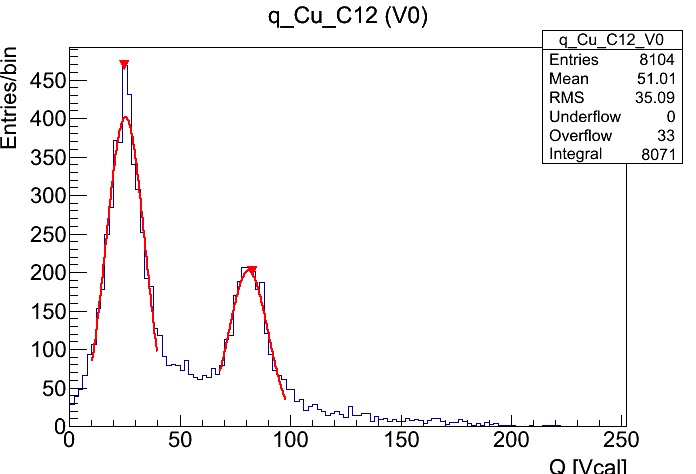 q_Cu_C12 (V0)
q_Cu_C12_V0
Entries 8104
Mean 51.01
RMS 35.09
Underflow 0
Overflow 33
Integral 8071
Entries/bin
450
400
350
300
250
200
150
100
50
0
0 50 100 150 200 250
Q [Vcal]